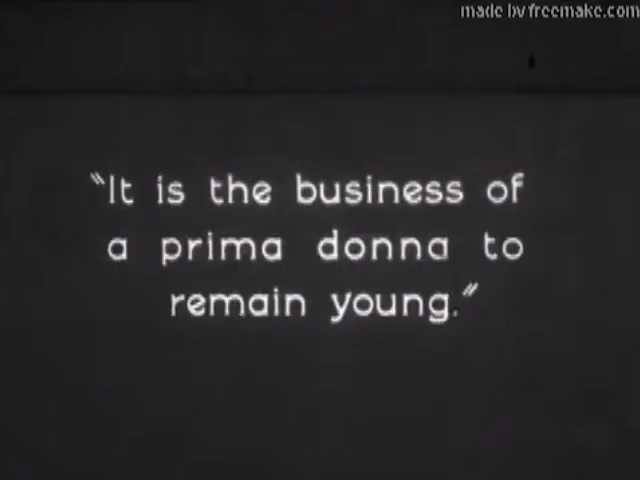 made by freemake.com
"It is the business of
a prima donna to
remain young."